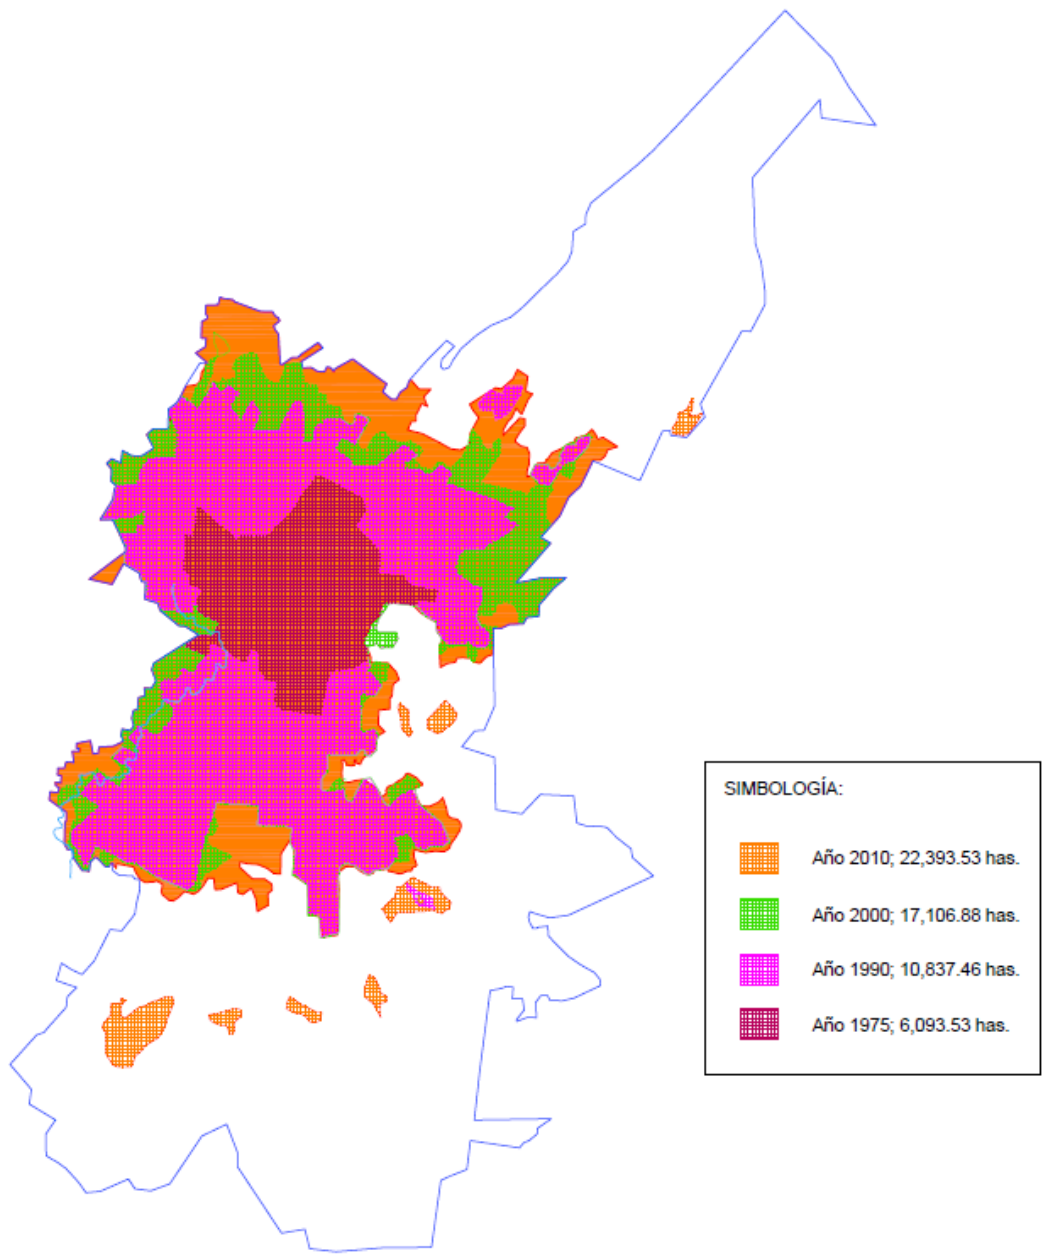 SIMBOLOGÍA:
Año 2010; 22,393.53 has.
Año 2000; 17,106.88 has.
Año 1990; 10,837.46 has.
Año 1975; 6,093.53 has.